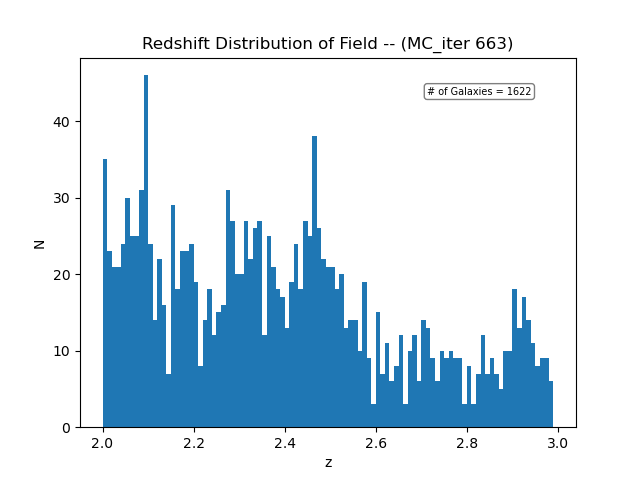 Redshift Distribution of Field -- (MC_iter 663)
# of Galaxies = 1622
N
40
30
20
10
0
2.0 2.2 2.4 2.6 2.8 3.0
z